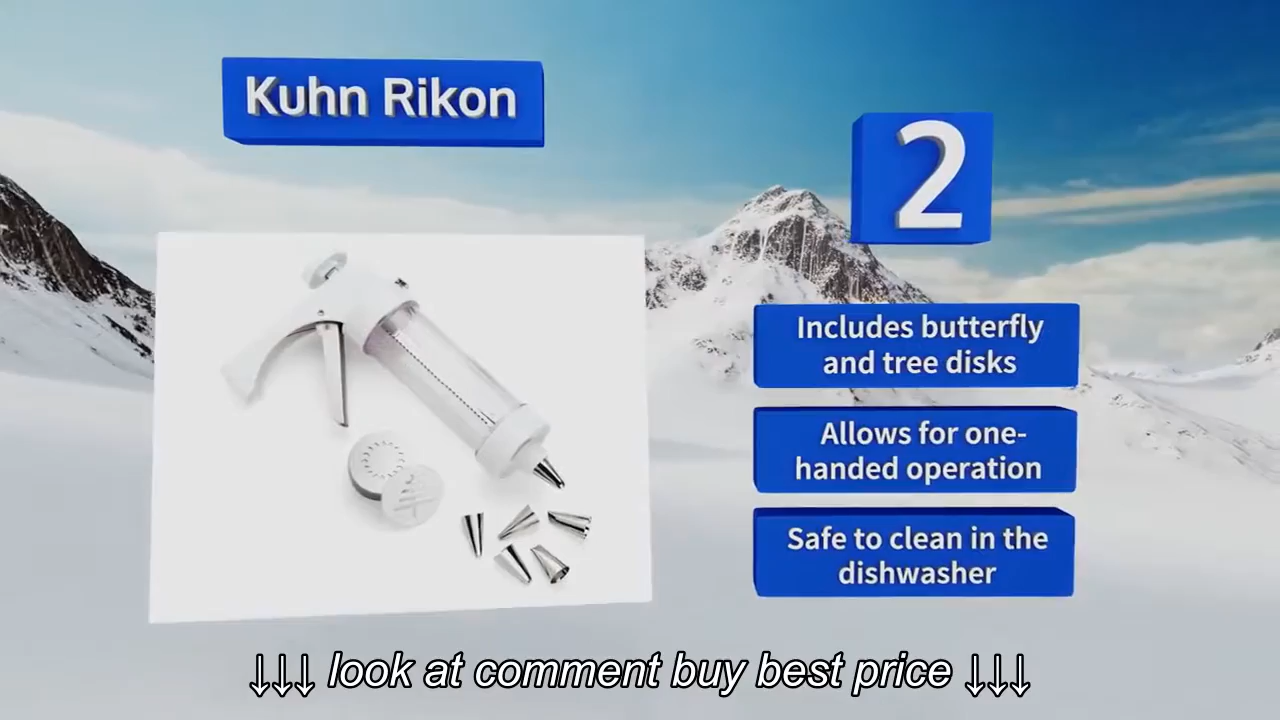 Kuhn Rikon
2
Includes butterfly
and tree disks
Allows for one-
handed operation
Safe to clean in the
dishwasher
↓↓↓ look at comment buy best price ↓↓↓